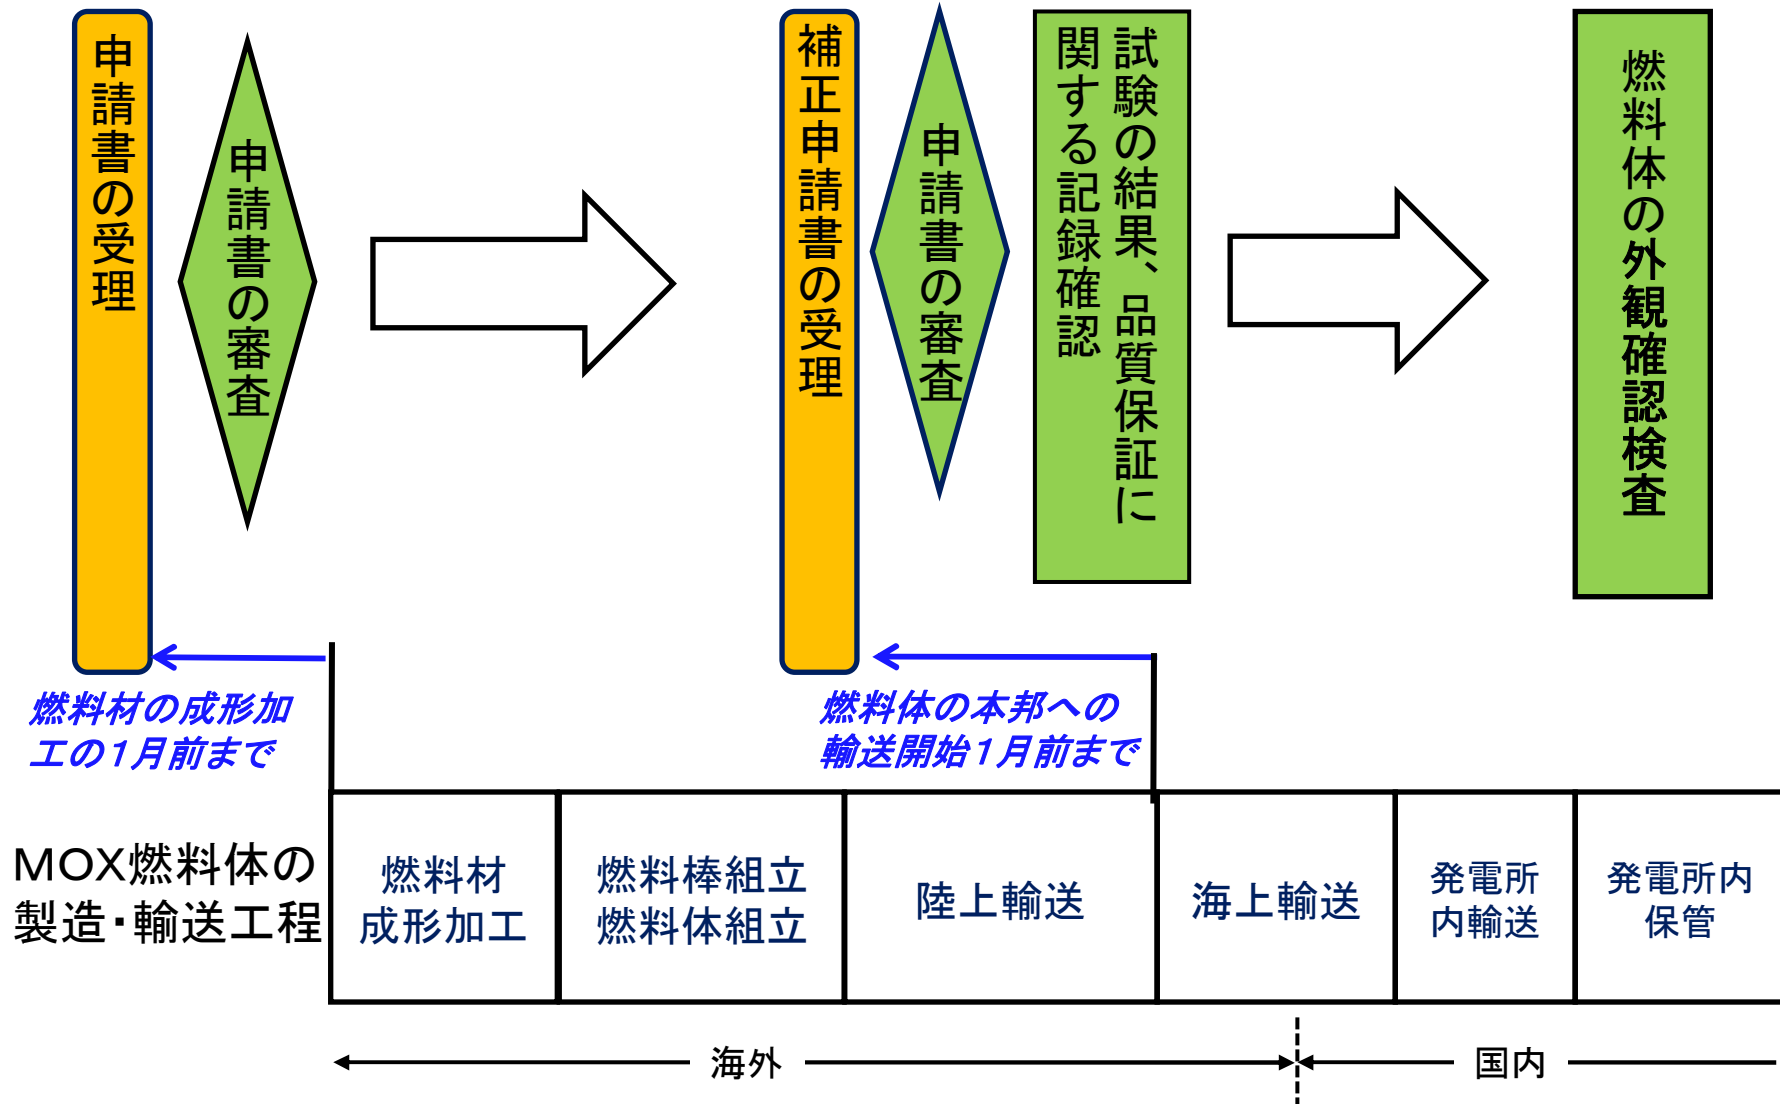 申請書の受理
申請書の審査
補正申請書の受理
申請書の審査
試験の結果、品質保証に
関する記録確認
燃料体の外観確認検査
燃料材の成形加
工の1月前まで
燃料体の本邦への
輸送開始1月前まで
MOX燃料体の
製造・輸送工程
燃料材
成形加工
燃料棒組立
燃料体組立
陸上輸送
海上輸送
発電所
内輸送
発電所内
保管
海外
国内